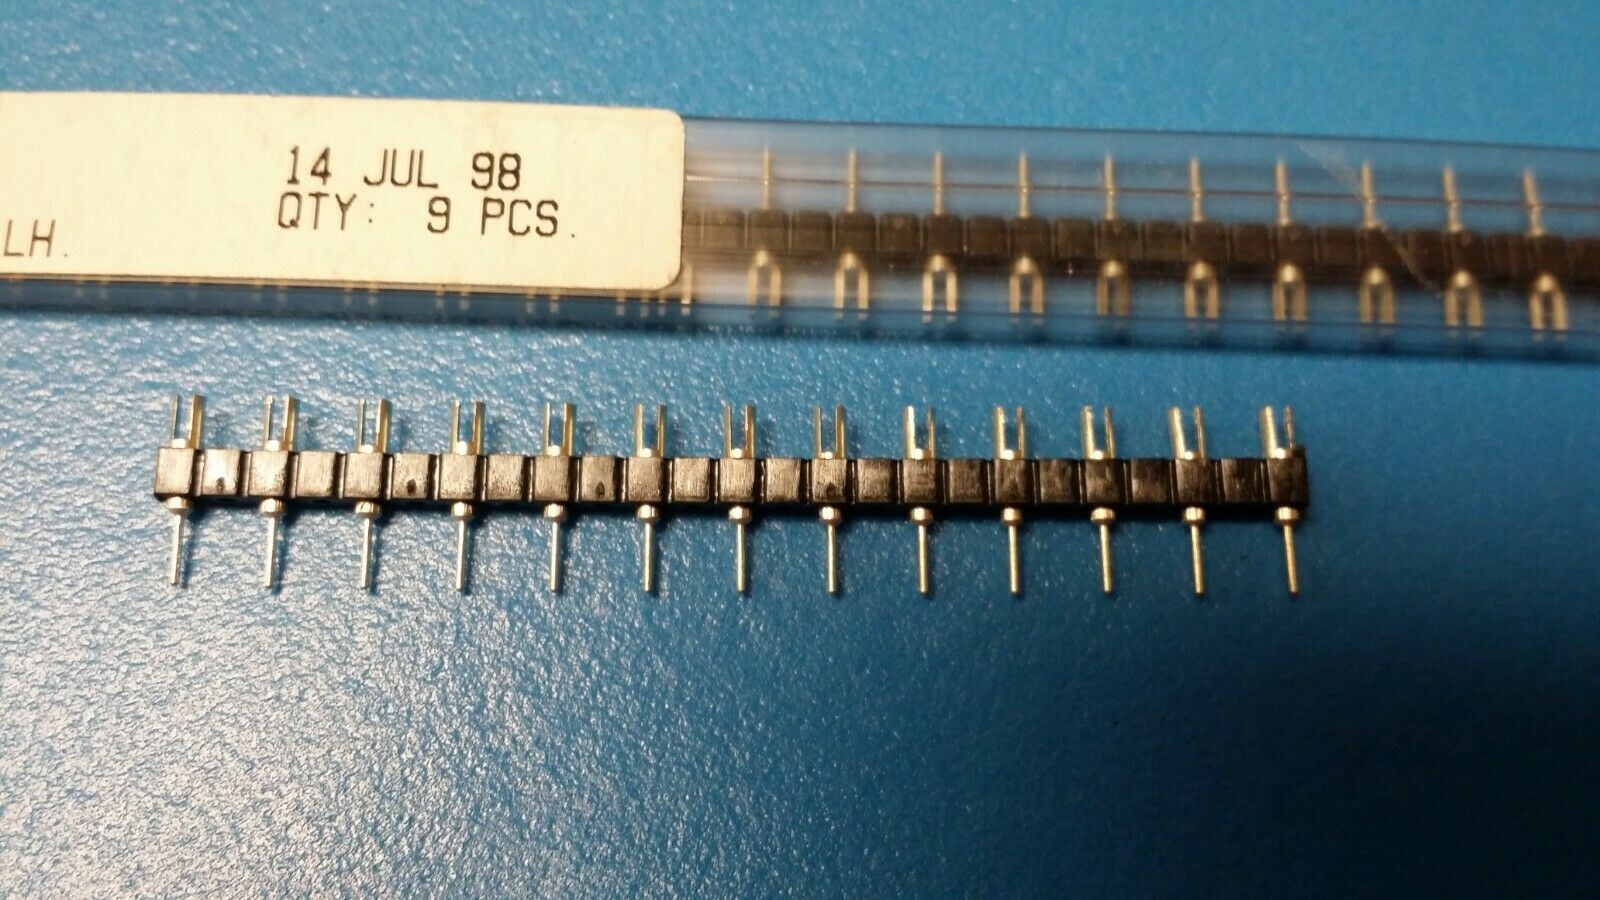 14 JUL 98
QTY: 9 PCS.
LH.